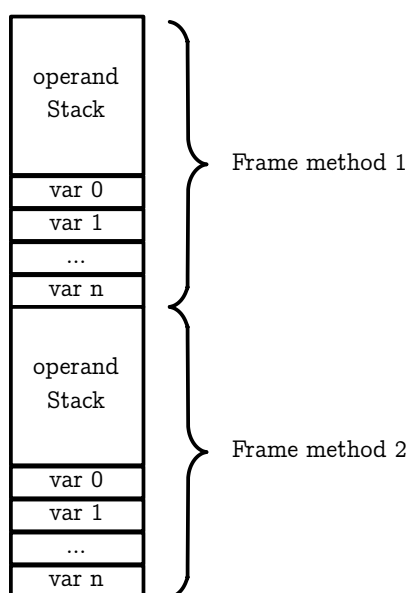 operand
Stack
Frame method 1
var 0
var 1
...
var n
operand
Stack
Frame method 2
var 0
var 1
...
var n